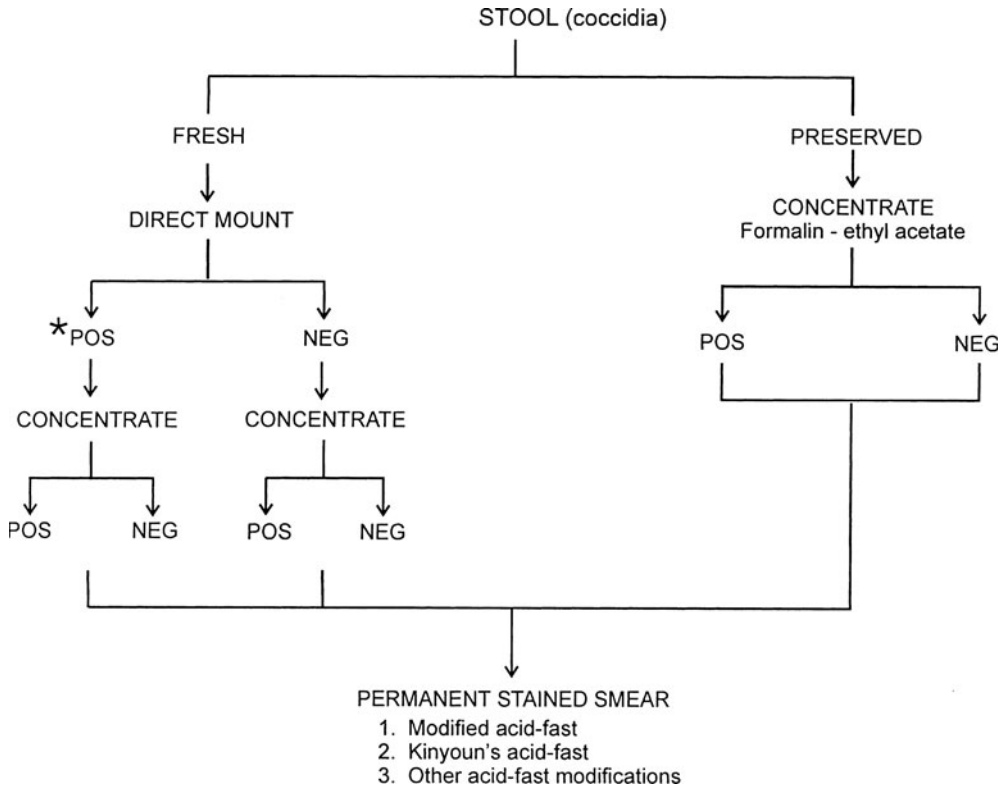 STOOL (coccidia)
FRESH
PRESERVED
DIRECT MOUNT
CONCENTRATE
Formalin - ethyl acetate
*POS
NEG
POS
NEG
CONCENTRATE
CONCENTRATE
POS
NEG
POS
NEG
PERMANENT STAINED SMEAR
1. Modified acid-fast
2. Kinyoun's acid-fast
3. Other acid-fast modifications